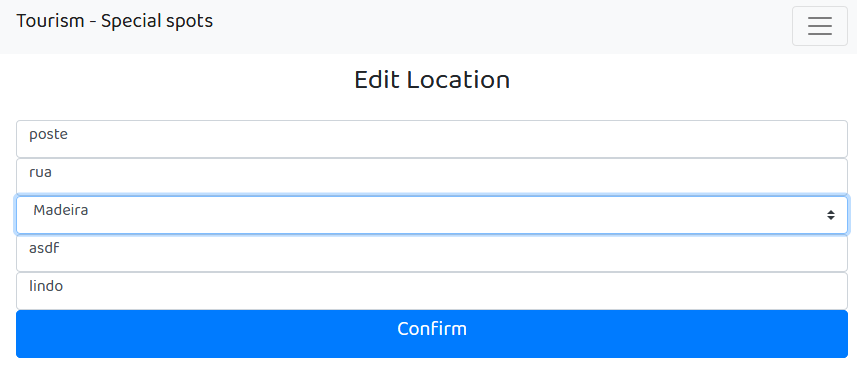 Tourism - Special spots
Edit Location
poste
rua
Madeira
asdf
lindo
Confirm